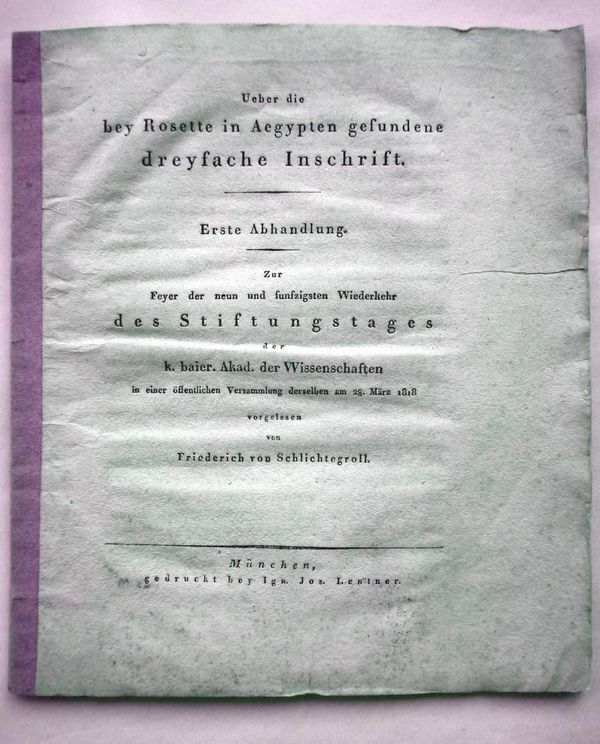 Ueber die
bey Rosette in Aegypten gefundene
dreyfache Inschrift.
Erste Abhandlung.
Zur
Feyer der neun und funfzigsten Wiederkehr
des Stiftungstages
der
k. baier. Akad. der Wissenschaften
in einer öffentlichen Versammlung derselben am 28. März 1818
vorgelesen
von
Friederich von Schlichtegroll.
München,
gedruckt bey Ign. Jos. Lentner.